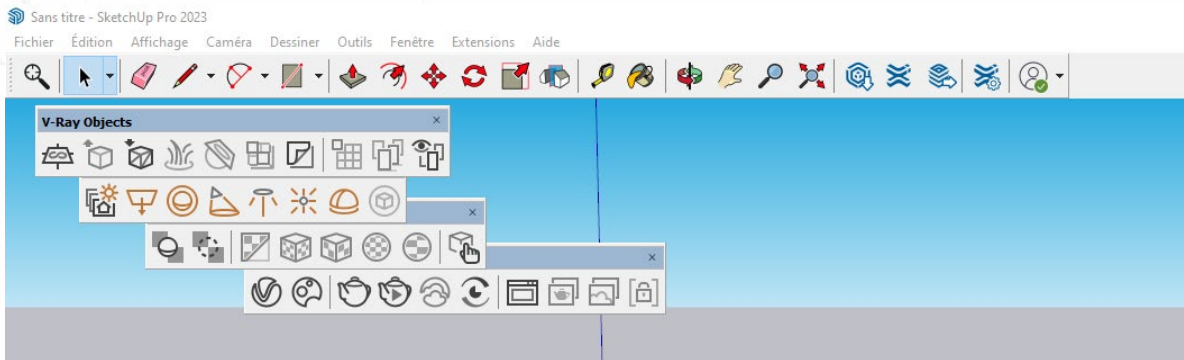 Sans titre - SketchUp Pro 2023
Fichier Édition Affichage Caméra Dessiner Outils Fenêtre Extensions Aide
V-Ray Objects